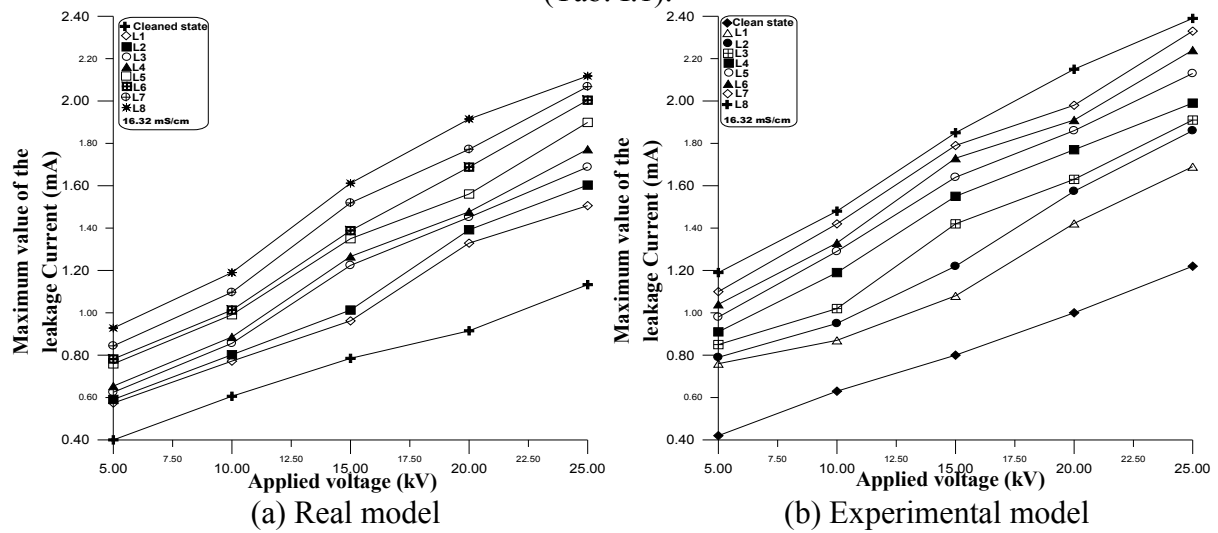 (Tab. I.1).
2.40
2.20
2.00
1.80
1.60
1.40
1.20
1.00
0.80
0.60
0.40
Maximum value of the
leakage Current (mA)
Cleaned state
L1
L2
L3
L4
L5
L6
L7
L8
16.32 mS/cm
5.00
7.50
10.00
12.50
15.00
17.50
20.00
22.50
25.00
Applied voltage (kV)
(a) Real model
2.40
2.20
2.00
1.80
1.60
1.40
1.20
1.00
0.80
0.60
0.40
Maximum value of the
leakage Current (mA)
Clean state
L1
L2
L3
L4
L5
L6
L7
L8
16.32 mS/cm
5.00
7.50
10.00
12.50
15.00
17.50
20.00
22.50
25.00
Applied voltage (kV)
(b) Experimental model